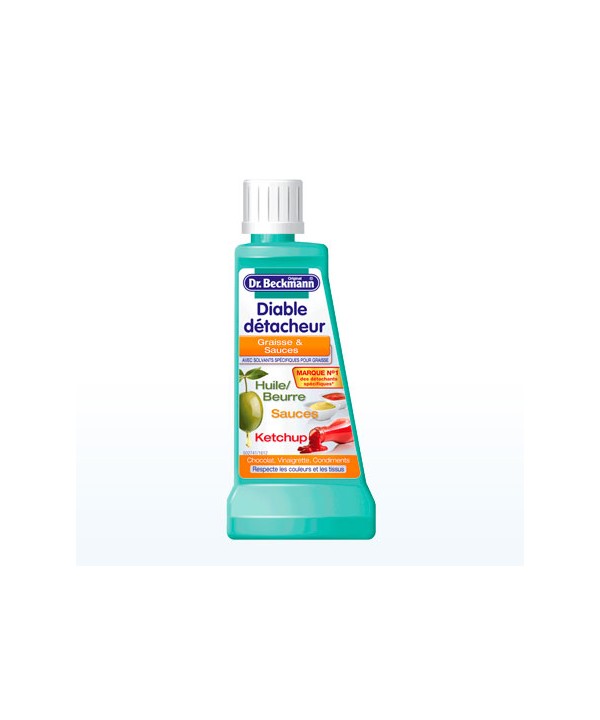 Original
Dr. Beckmann
Diable
détacheur
Graisse &
Sauces
AVEC SOLVANTS SPÉCIFIQUES POUR GRAISSE
MARQUE N°1
des détachants
spécifiques*
Huile/
Beurre
Sauces
Ketchup
Chocolat, Vinaigrette, Condiments
Respecte les couleurs et les tissus